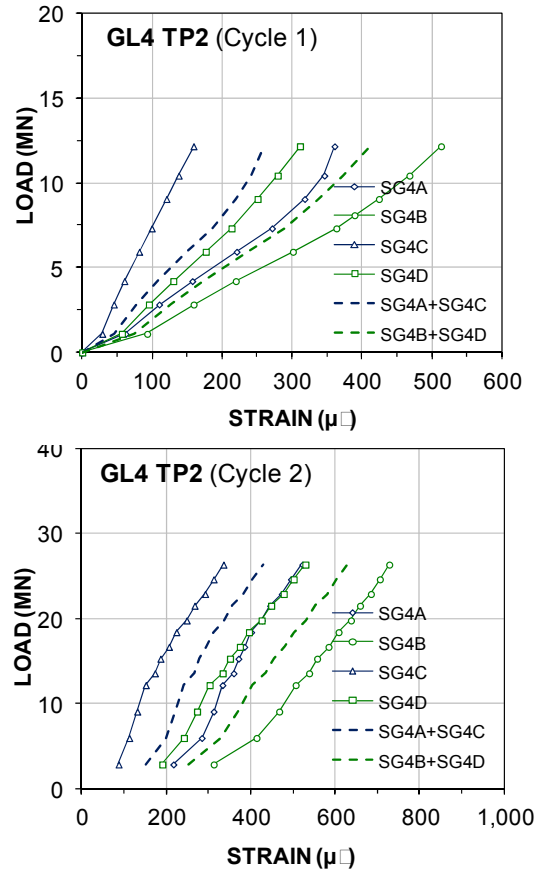 GL4 TP2 (Cycle 1)
20
15
10
5
0
LOAD (MN)
SG4A
SG4B
SG4C
SG4D
SG4A+SG4C
SG4B+SG4D
0 100 200 300 400 500 600
STRAIN (µ□)
GL4 TP2 (Cycle 2)
40
30
20
10
0
LOAD (MN)
SG4A
SG4B
SG4C
SG4D
SG4A+SG4C
SG4B+SG4D
0 200 400 600 800 1,000
STRAIN (µ□)